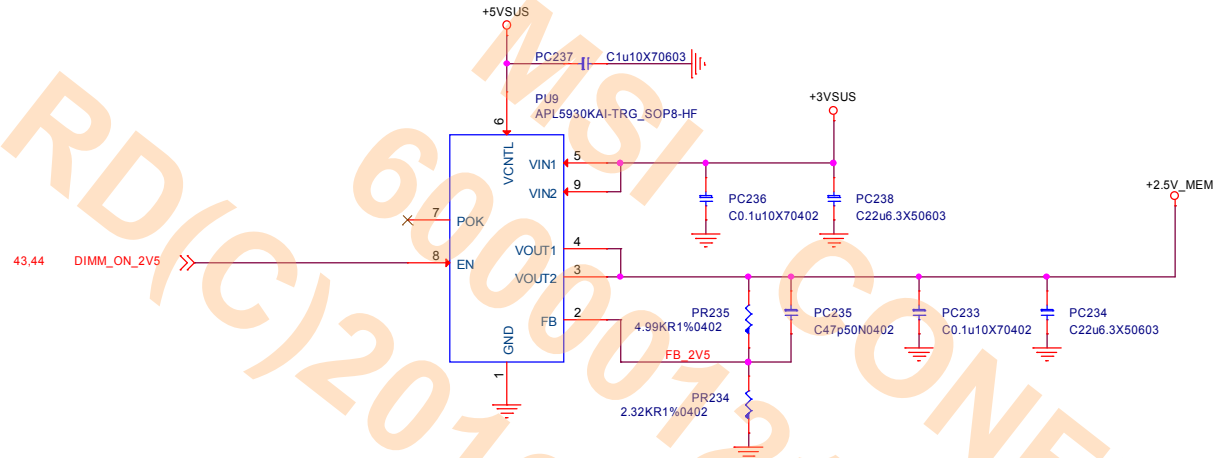 +5VSUS
PC237 C1u10X70603
PU9
APL5930KAI-TRG_SOP8-HF
+3VSUS
6
VCNTL
VIN1 5
VIN2 9
PC236
C0.1u10X70402
PC238
C22u6.3X50603
+2.5V_MEM
7 POK
VOUT1 4
43,44 DIMM_ON_2V5 8 EN
VOUT2 3
FB 2
PR235
4.99KR1%0402
PC235
C47p50N0402
PC233
C0.1u10X70402
PC234
C22u6.3X50603
GND
1
FB_2V5
PR234
2.32KR1%0402
MSI CONF
RD(C)201
6000012